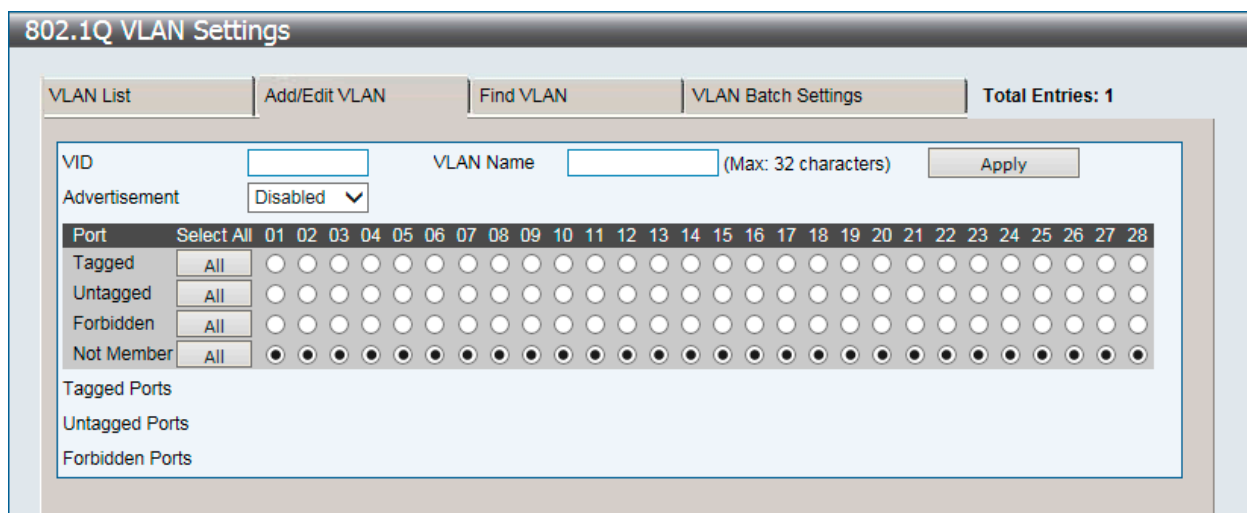 802.1Q VLAN Settings
VLAN List Add/Edit VLAN Find VLAN VLAN Batch Settings Total Entries: 1
VID VLAN Name (Max: 32 characters) Apply
Advertisement Disabled
Port Select All 01 02 03 04 05 06 07 08 09 10 11 12 13 14 15 16 17 18 19 20 21 22 23 24 25 26 27 28
Tagged All
Untagged All
Forbidden All
Not Member All
Tagged Ports
Untagged Ports
Forbidden Ports